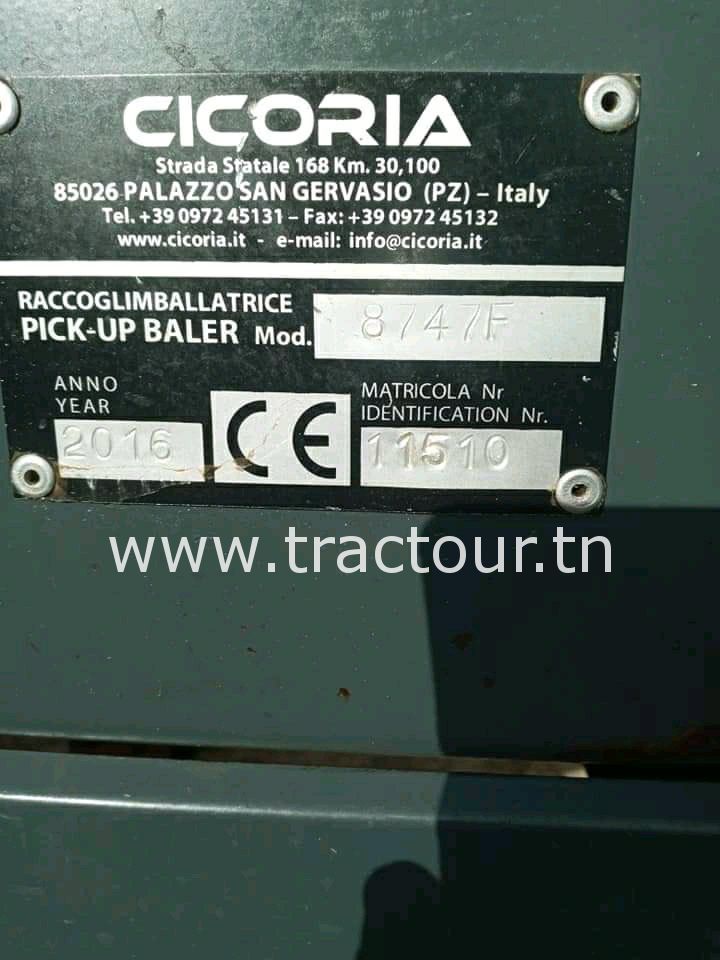 CICORIA
Strada Statale 168 Km. 30,100
85026 PALAZZO SAN GERVASIO (PZ) – Italy
Tel. +39 0972 45131 – Fax: +39 0972 45132
www.cicoria.it - e-mail: info@cicoria.it
RACCOGLIMBALLATRICE
PICK-UP BALER Mod. 8747F
ANNO
YEAR
2016
CE
MATRICOLA Nr
IDENTIFICATION Nr.
11510
www.tractour.tn